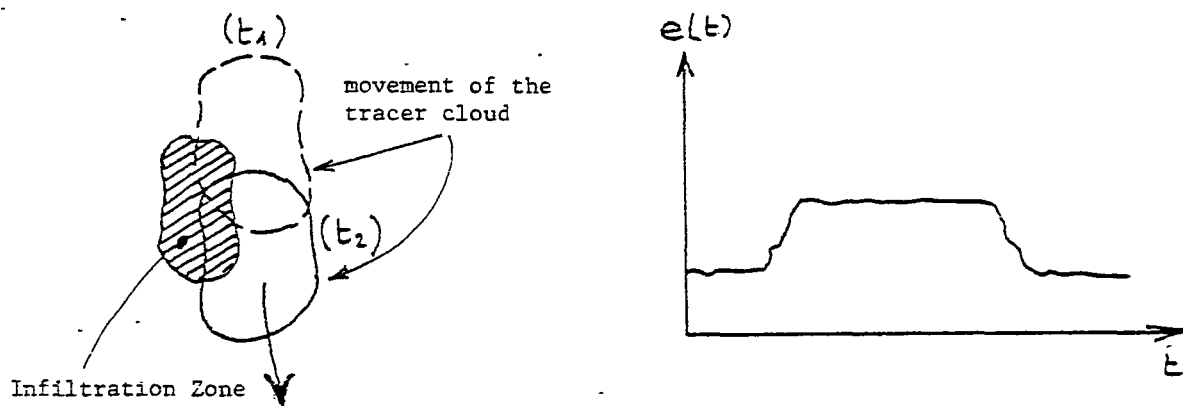 (t1)
movement of the
tracer cloud
(t2)
Infiltration Zone
e(t)
t